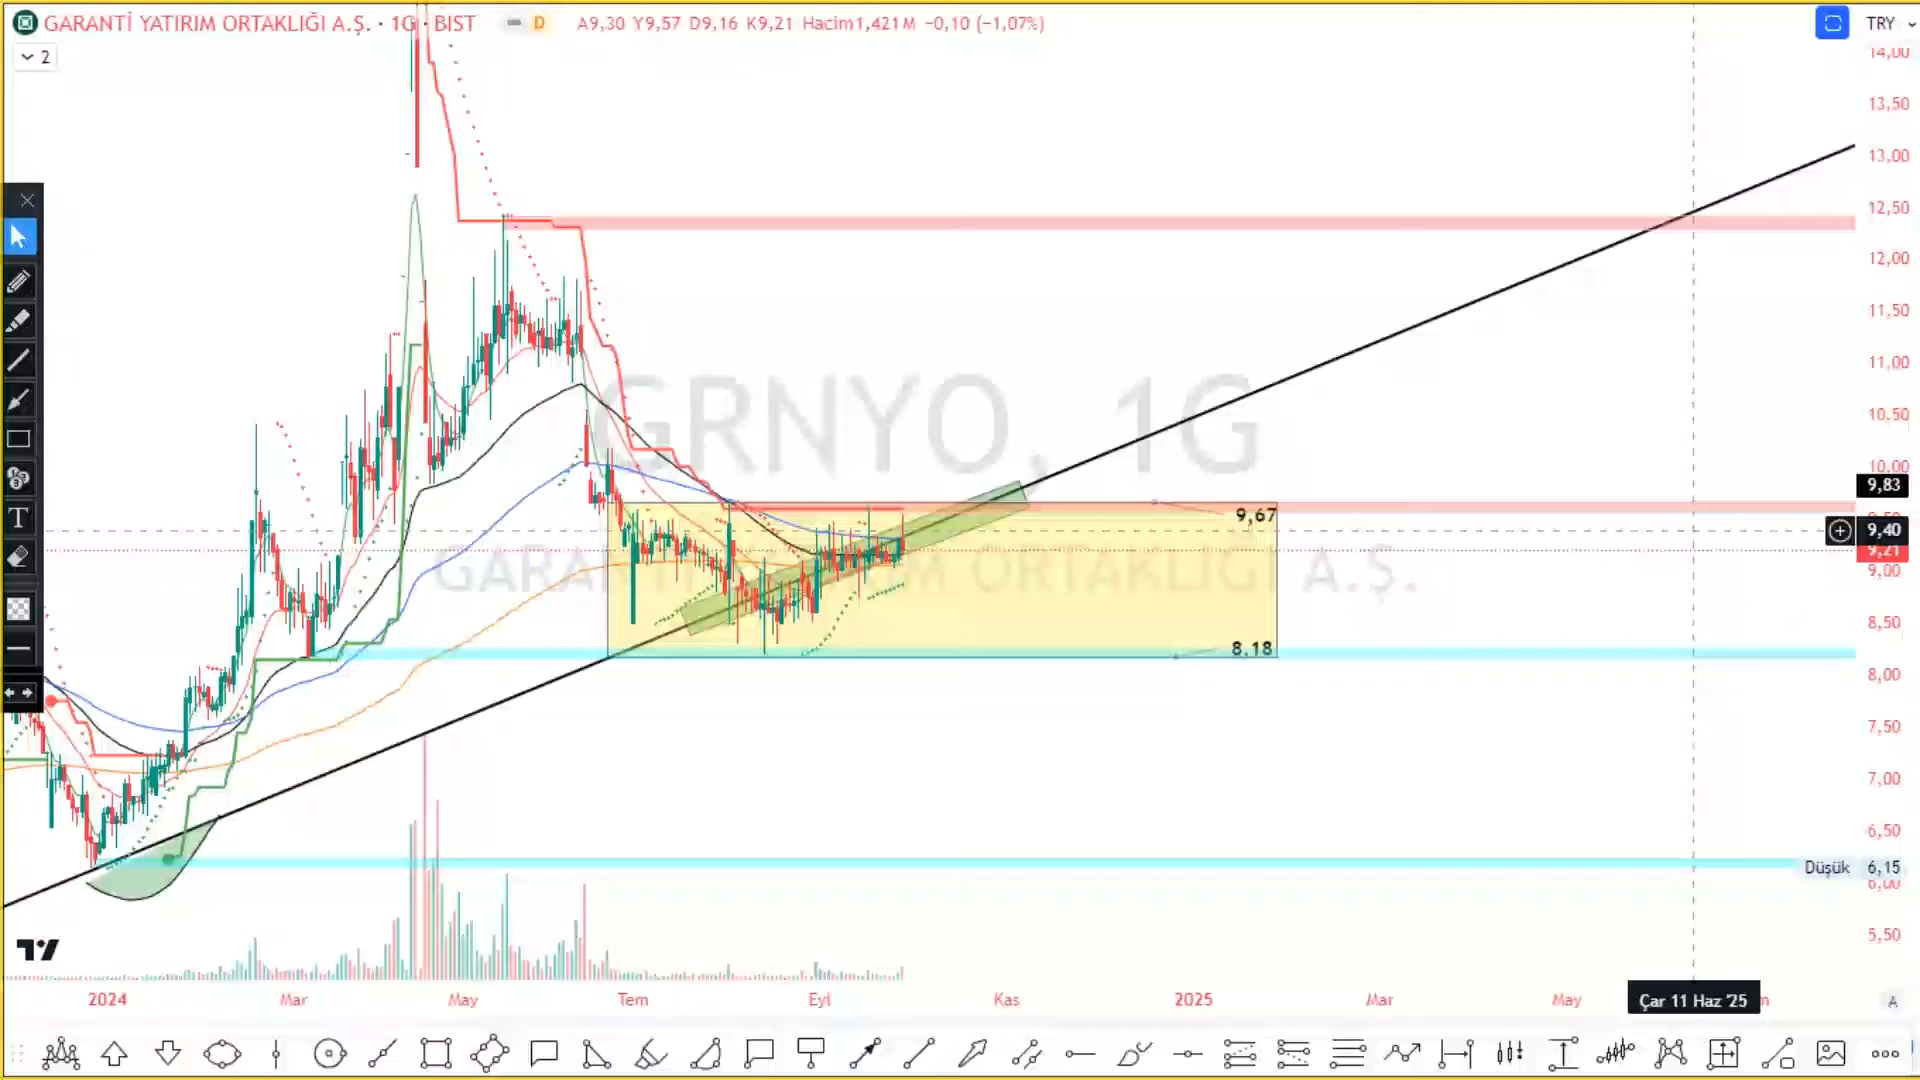 GARANTİ YATIRIM ORTAKLIĞI A.Ş. · 1G · BIST
D
A9,30 Y9,57 D9,16 K9,21 Hacim1,421M −0,10 (−1,07%)
TRY
2
14,00
13,50
13,00
12,50
12,00
11,50
11,00
10,50
10,00
9,83
9,40
9,21
9,00
8,50
8,00
7,50
7,00
6,50
Düşük 6,15
6,00
5,50
GRNYO, 1G
GARANTİ YATIRIM ORTAKLIĞI A.Ş.
9,67
8.18
T
2024
Mar
May
Tem
Eyl
Kas
2025
Mar
May
Çar 11 Haz '25
A